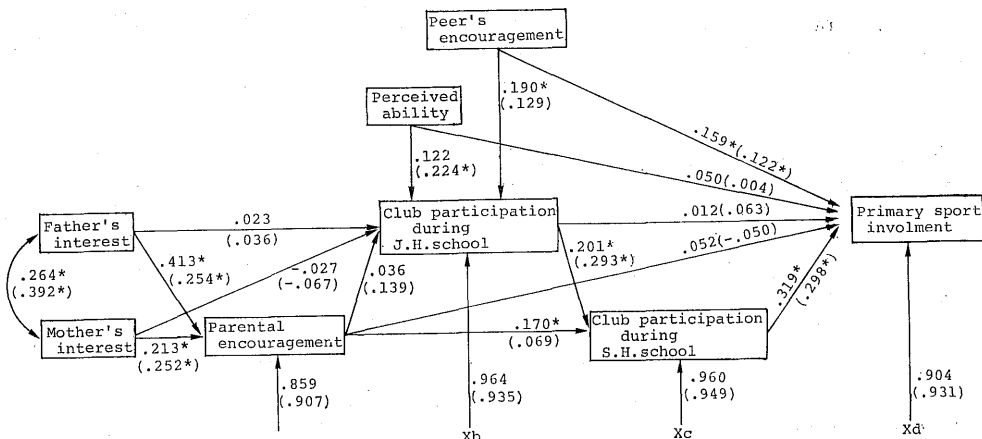 Peer's
encouragement
.190*
(.129)
Perceived
ability
.159*(.122*)
.122
(.224*)
.050(.004)
Father's
interest
.023
(.036)
Club participation
during
J.H.school
.012(.063)
Primary sport
involment
.264*
(.392*)
.413*
(.254*)
-.027
(-.067)
.036
(.139)
.201*
(.293*)
.052(-.050)
.319*
(.298*)
Mother's
interest
.213*
(.252*)
Parental
encouragement
.170*
(.069)
Club participation
during
S.H.school
.859
(.907)
.964
(.935)
.960
(.949)
.904
(.931)
Xb
Xc
Xd